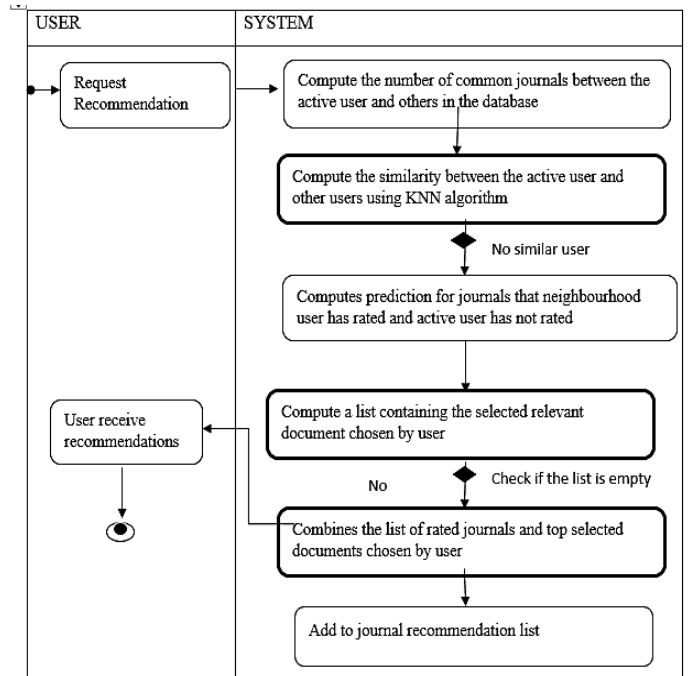 USER
SYSTEM
Request
Recommendation
Compute the number of common journals between the
active user and others in the database
Compute the similarity between the active user and
other users using KNN algorithm
No similar user
Computes prediction for journals that neighbourhood
user has rated and active user has not rated
Compute a list containing the selected relevant
document chosen by user
User receive
recommendations
Check if the list is empty
No
Combines the list of rated journals and top selected
documents chosen by user
Add to journal recommendation list